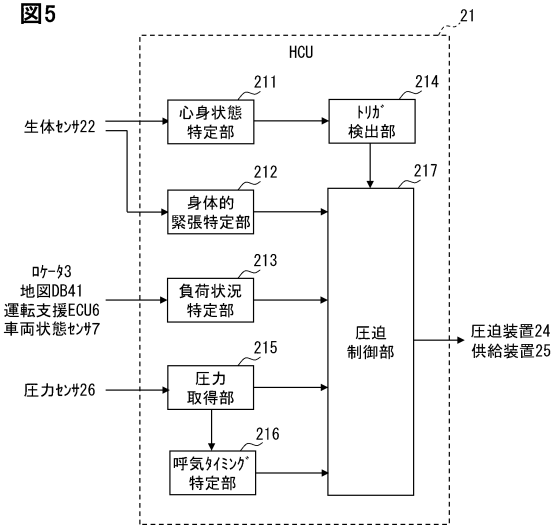 図5
21
HCU
211
心身状態
特定部
214
ﾄﾘｶﾞ
検出部
生体ｾﾝｻ22
212
身体的
緊張特定部
217
圧迫
制御部
ﾛｹｰﾀ3
地図DB41
運転支援ECU6
車両状態ｾﾝｻ7
213
負荷状況
特定部
圧迫装置24
供給装置25
圧力ｾﾝｻ26
215
圧力
取得部
216
呼気ﾀｲﾐﾝｸﾞ
特定部